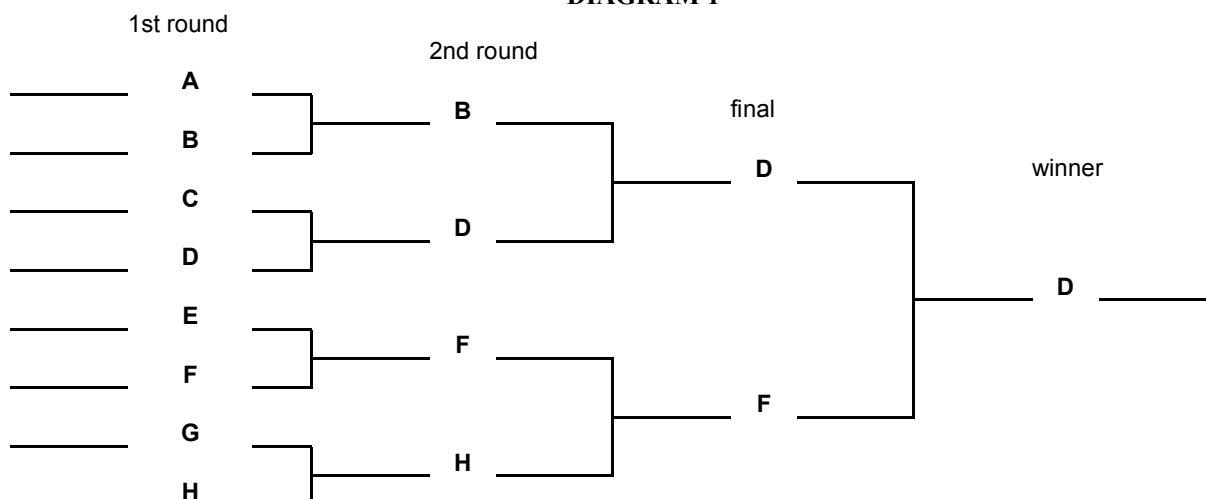 DIAGRAM 1
1st round
2nd round
final
winner
A
B
C
D
E
F
G
H
B
D
F
H
D
F
D